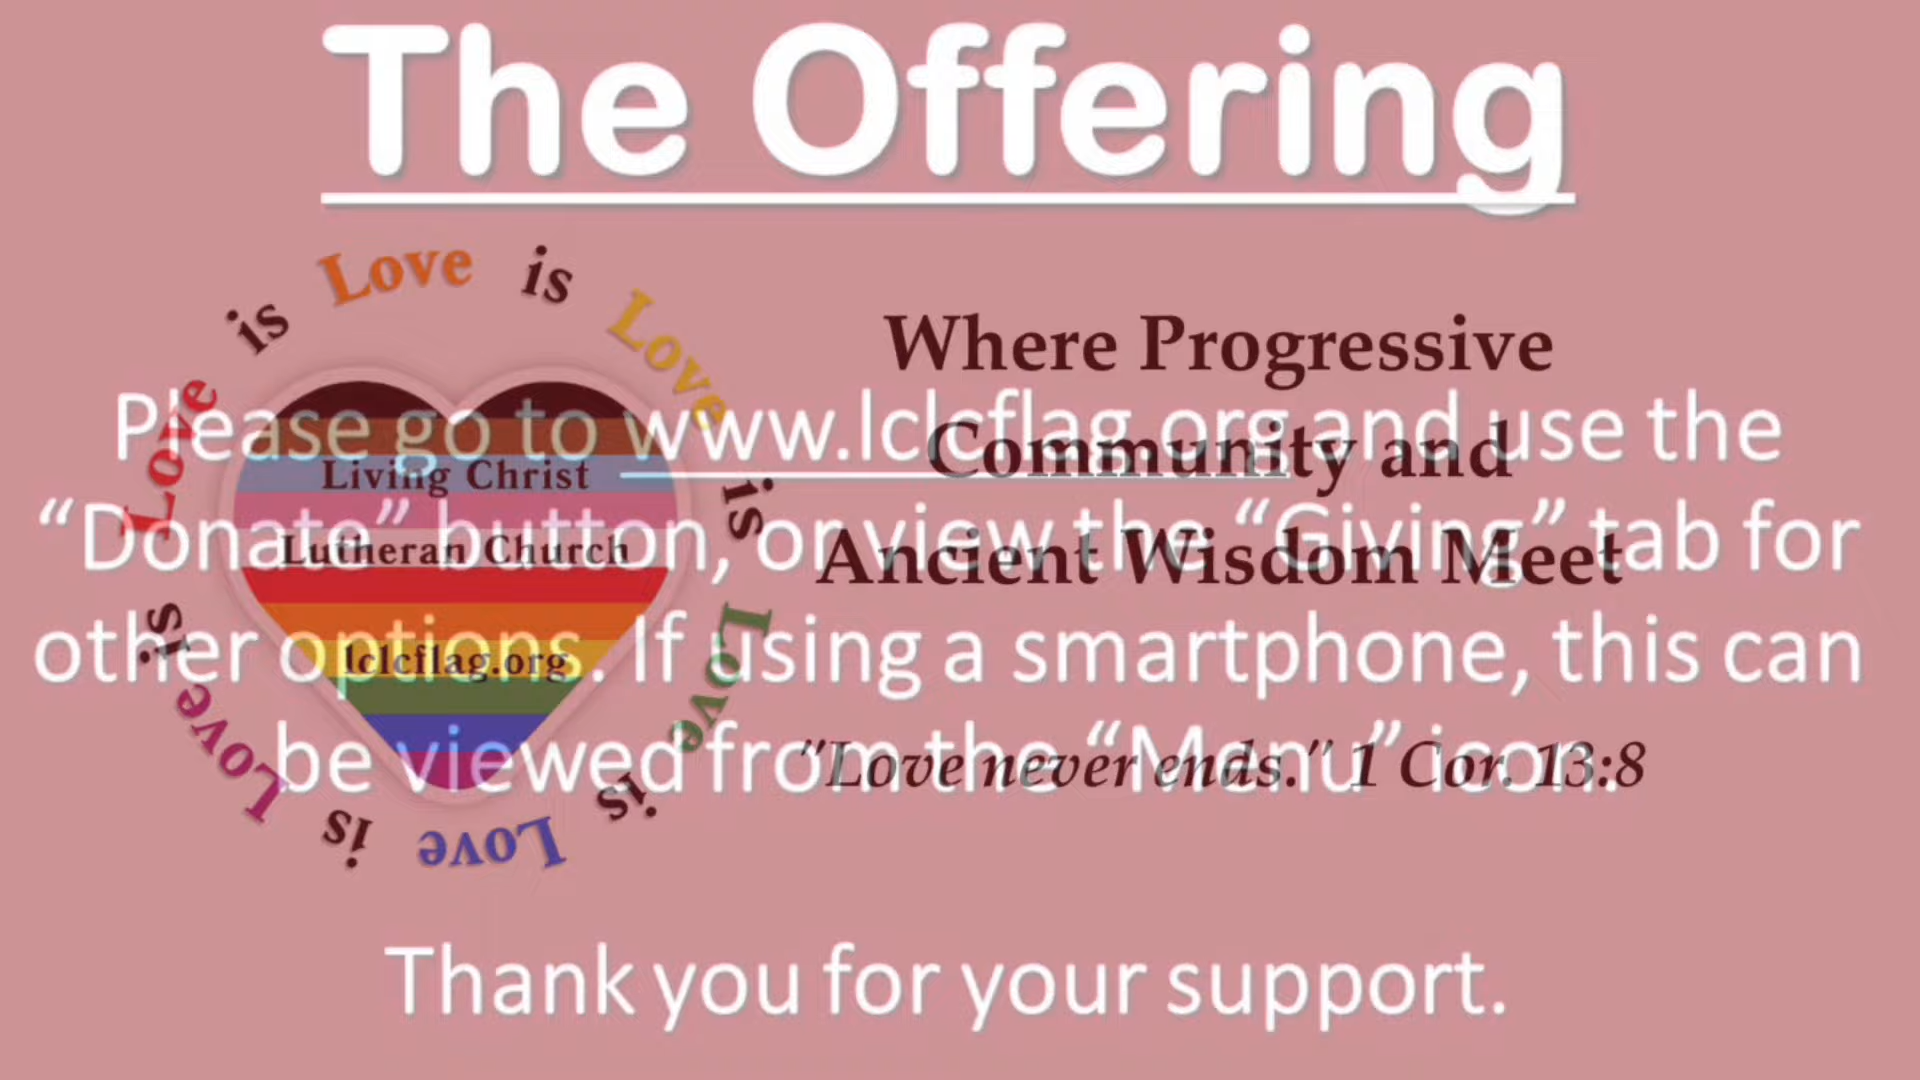 The Offering
Please go to www.lclcflag.org and use the
“Donate” button, or view the “Giving” tab for
other options. If using a smartphone, this can
be viewed from the “Menu” icon.
Thank you for your support.
Love is Love is Love is Love is Love is Love is Love is
Living Christ
Lutheran Church
lclcflag.org
Where Progressive
Community and
Ancient Wisdom Meet
"Love never ends." 1 Cor. 13:8